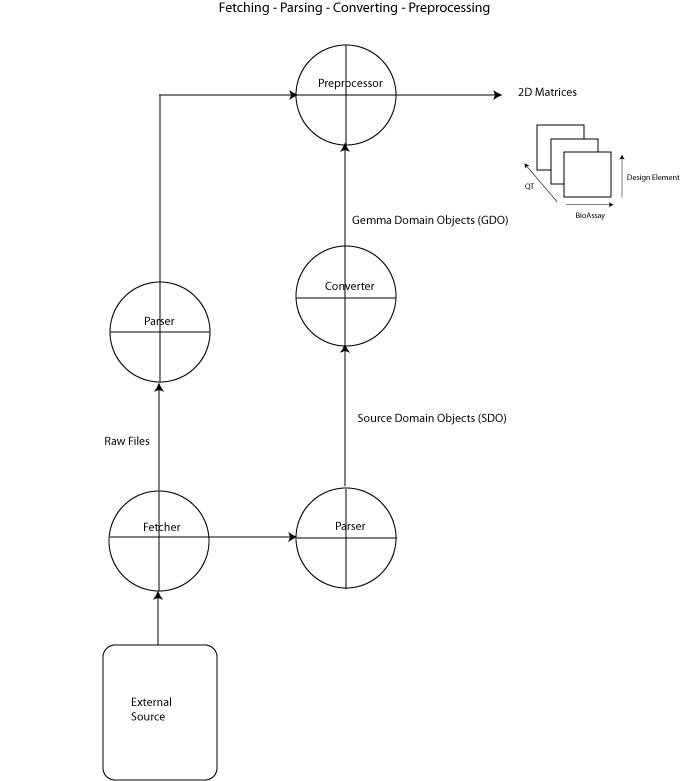 Fetching - Parsing - Converting - Preprocessing
Preprocessor
2D Matrices
QT
Design Element
BioAssay
Gemma Domain Objects (GDO)
Converter
Parser
Source Domain Objects (SDO)
Raw Files
Fetcher
Parser
External
Source